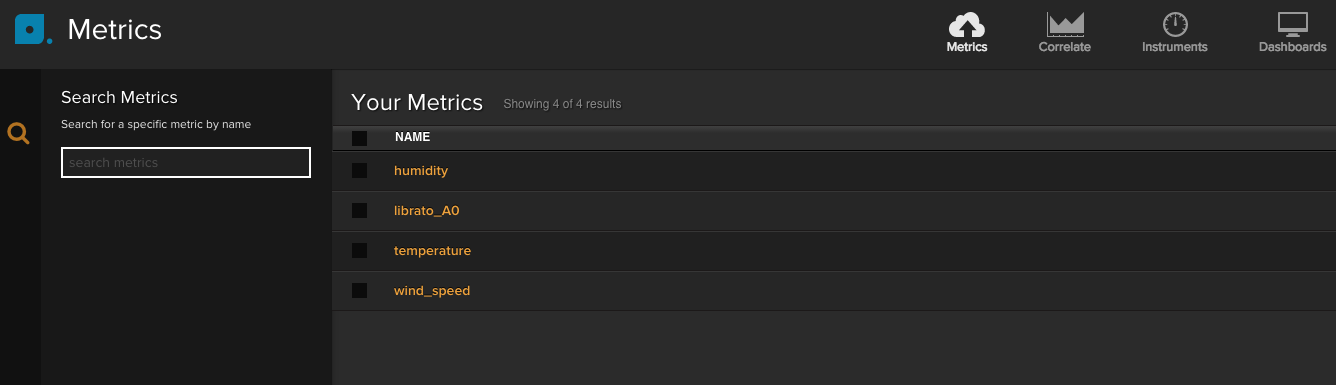 Metrics
Metrics
Correlate
Instruments
Dashboards
Search Metrics
Search for a specific metric by name
search metrics
Your Metrics Showing 4 of 4 results
NAME
humidity
librato_A0
temperature
wind_speed